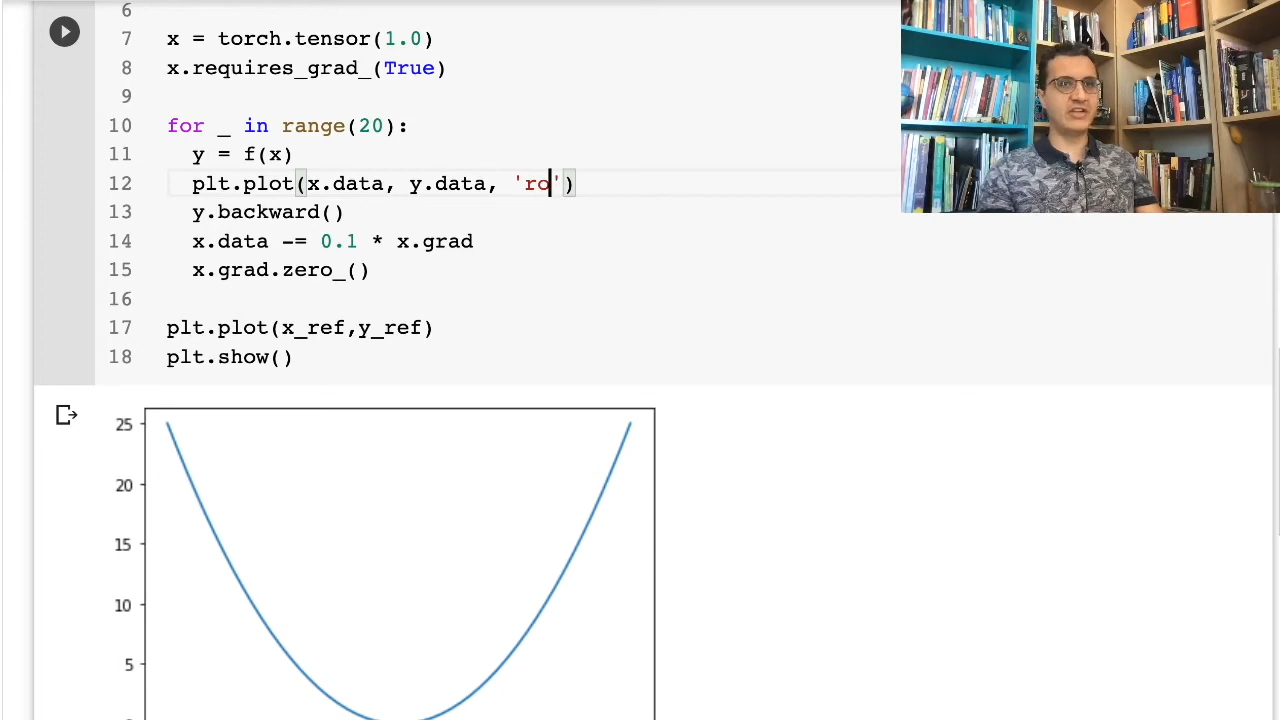 6
7 x = torch.tensor(1.0)
8 x.requires_grad_(True)
9
10 for _ in range(20):
11 y = f(x)
12 plt.plot(x.data, y.data, 'ro')
13 y.backward()
14 x.data -= 0.1 * x.grad
15 x.grad.zero_()
16
17 plt.plot(x_ref,y_ref)
18 plt.show()
25
20
15
10
5